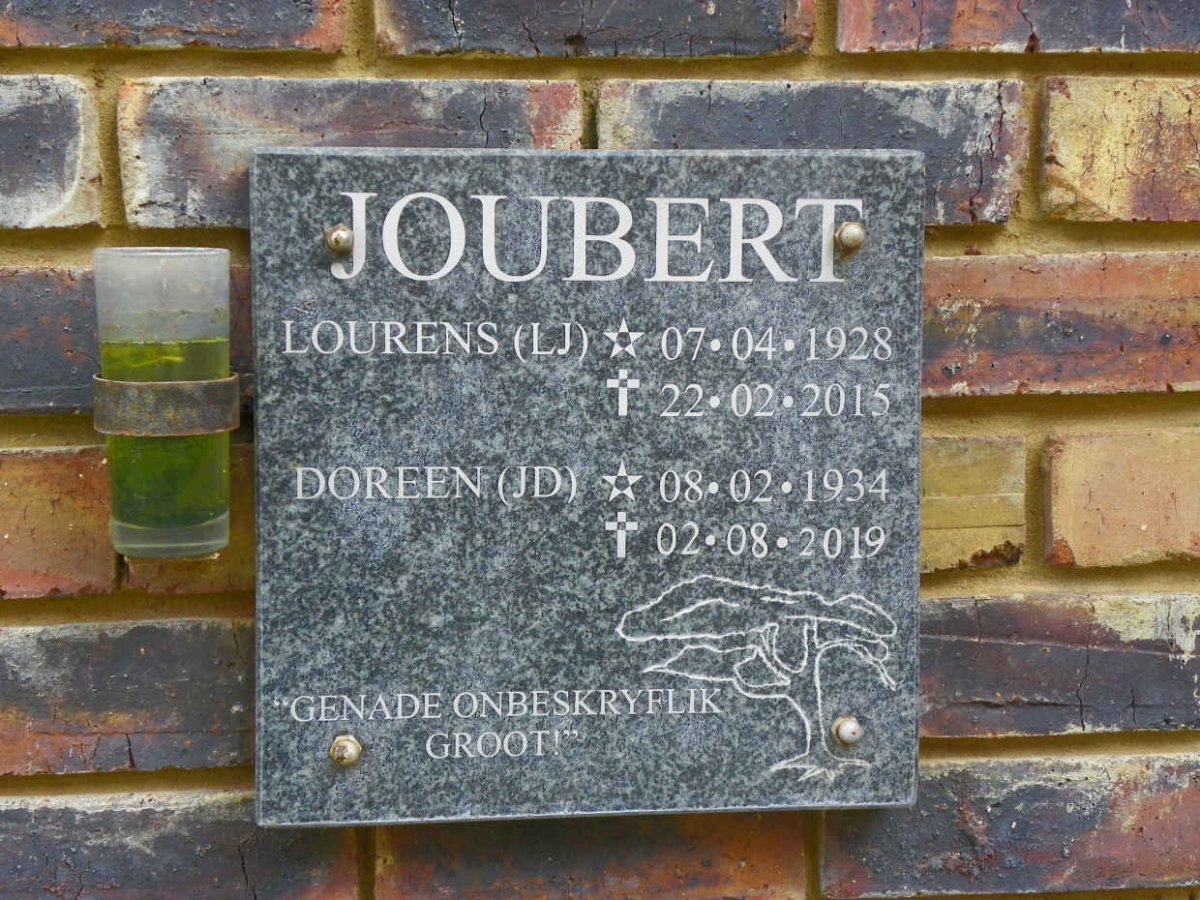 JOUBERT
LOURENS (LJ) ☆ 07•04•1928
✝ 22•02•2015
DOREEN (JD) ☆ 08•02•1934
✝ 02•08•2019
“GENADE ONBESKRYFLIK
GROOT!”